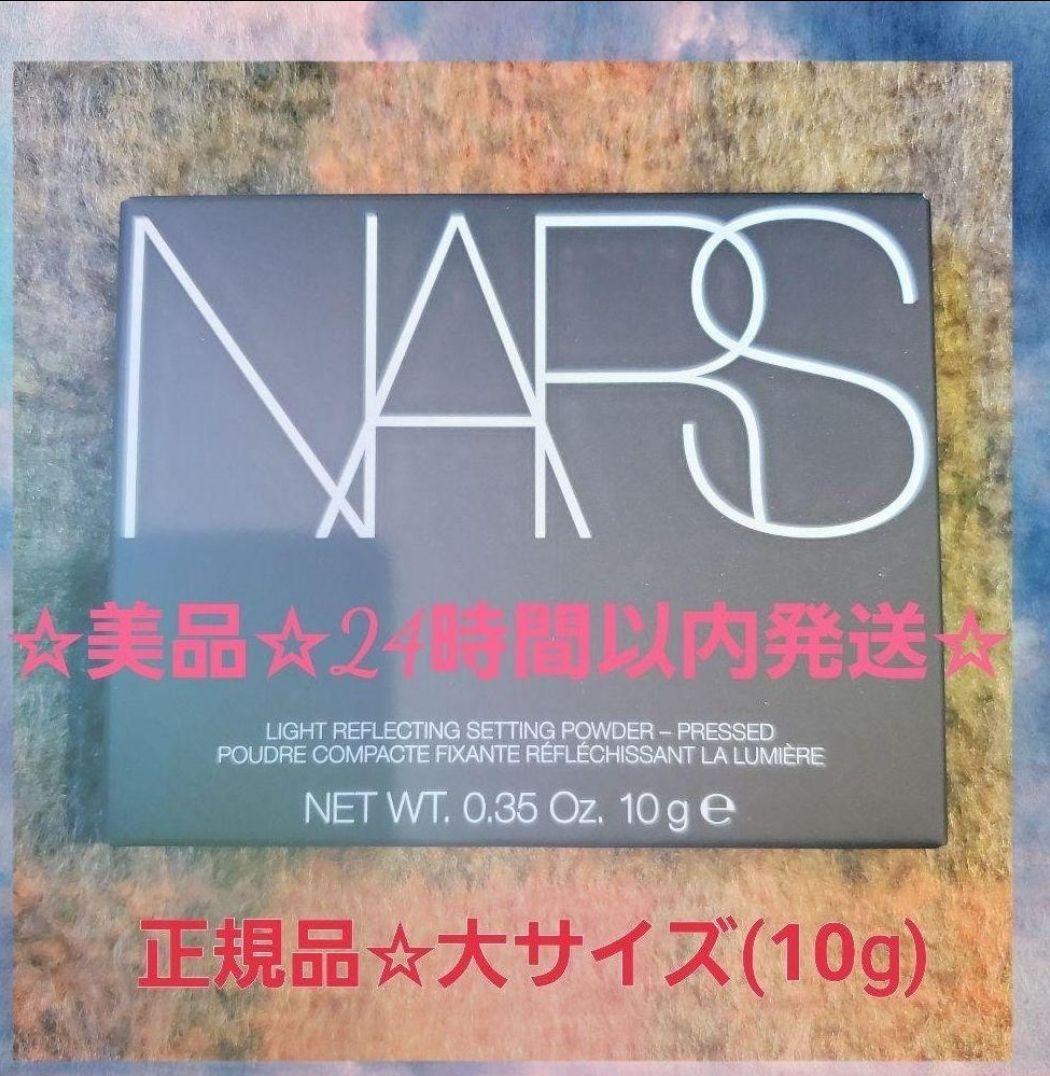 NARS
☆美品☆24時間以内発送☆
LIGHT REFLECTING SETTING POWDER – PRESSED
POUDRE COMPACTE FIXANTE RÉFLÉCHISSANT LA LUMIÈRE
NET WT. 0.35 Oz. 10 g ℮
正規品☆大サイズ(10g)